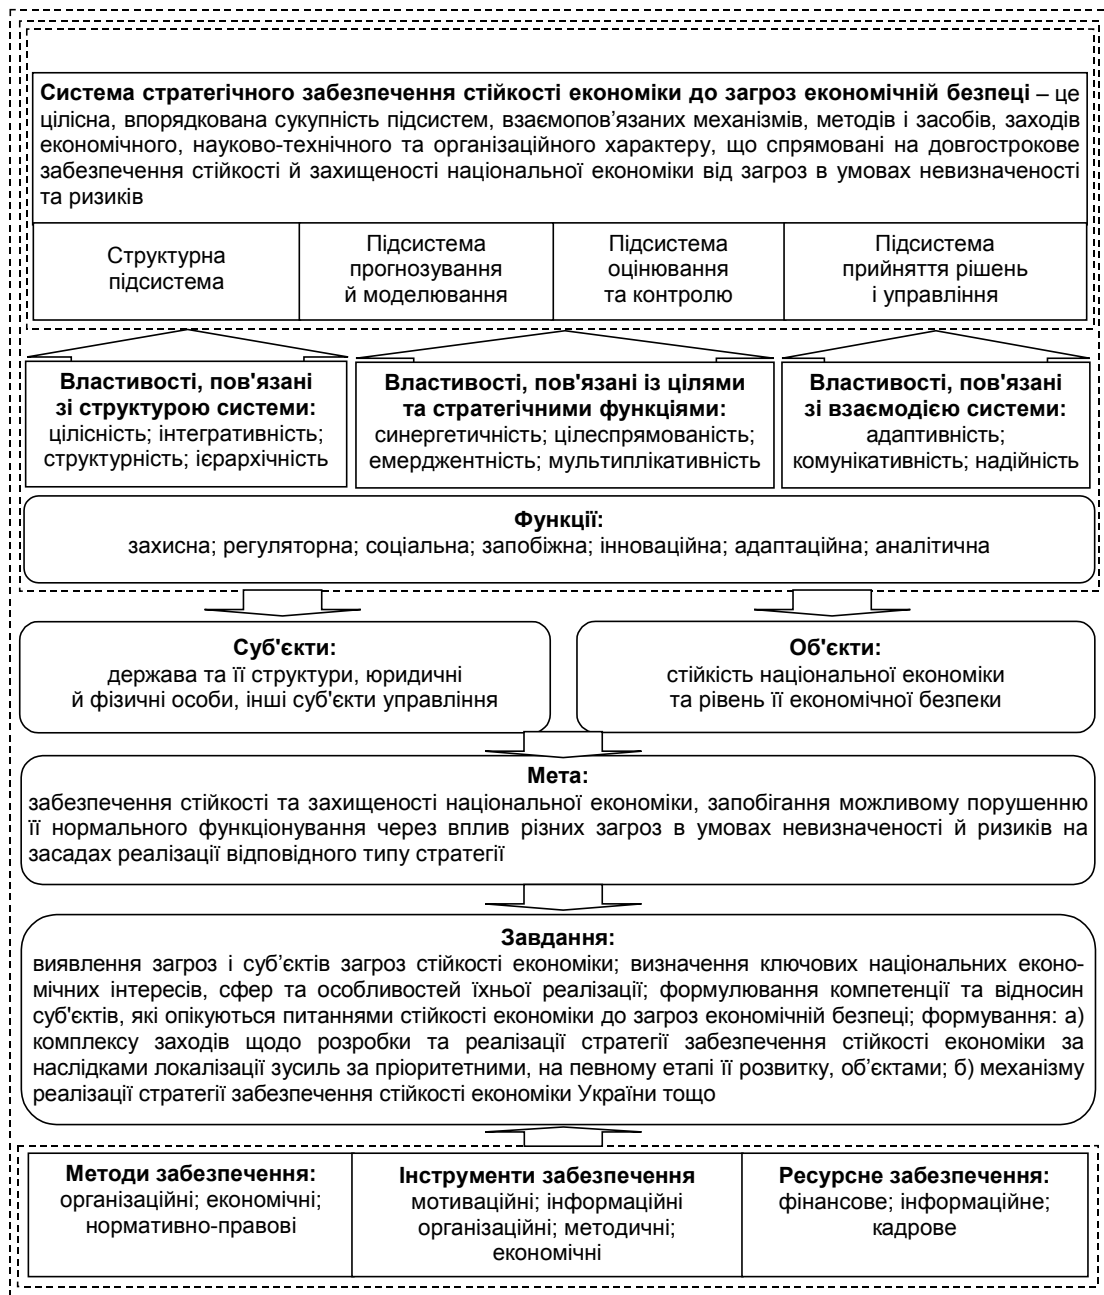 Система стратегічного забезпечення стійкості економіки до загроз економічній безпеці – це
цілісна, впорядкована сукупність підсистем, взаємопов’язаних механізмів, методів і засобів, заходів
економічного, науково-технічного та організаційного характеру, що спрямовані на довгострокове
забезпечення стійкості й захищеності національної економіки від загроз в умовах невизначеності
та ризиків
Структурна
підсистема
Підсистема
прогнозування
й моделювання
Підсистема
оцінювання
та контролю
Підсистема
прийняття рішень
і управління
Властивості, пов'язані
зі структурою системи:
цілісність; інтегративність;
структурність; ієрархічність
Властивості, пов'язані із цілями
та стратегічними функціями:
синергетичність; цілеспрямованість;
емерджентність; мультиплікативність
Властивості, пов'язані
зі взаємодією системи:
адаптивність;
комунікативність; надійність
Функції:
захисна; регуляторна; соціальна; запобіжна; інноваційна; адаптаційна; аналітична
Суб'єкти:
держава та її структури, юридичні
й фізичні особи, інші суб'єкти управління
Об'єкти:
стійкість національної економіки
та рівень її економічної безпеки
Мета:
забезпечення стійкості та захищеності національної економіки, запобігання можливому порушенню
її нормального функціонування через вплив різних загроз в умовах невизначеності й ризиків на
засадах реалізації відповідного типу стратегії
Завдання:
виявлення загроз і суб’єктів загроз стійкості економіки; визначення ключових національних еконо-
мічних інтересів, сфер та особливостей їхньої реалізації; формулювання компетенції та відносин
суб'єктів, які опікуються питаннями стійкості економіки до загроз економічній безпеці; формування: а)
комплексу заходів щодо розробки та реалізації стратегії забезпечення стійкості економіки за
наслідками локалізації зусиль за пріоритетними, на певному етапі її розвитку, об’єктами; б) механізму
реалізації стратегії забезпечення стійкості економіки України тощо
Методи забезпечення:
організаційні; економічні;
нормативно-правові
Інструменти забезпечення
мотиваційні; інформаційні
організаційні; методичні;
економічні
Ресурсне забезпечення:
фінансове; інформаційне;
кадрове